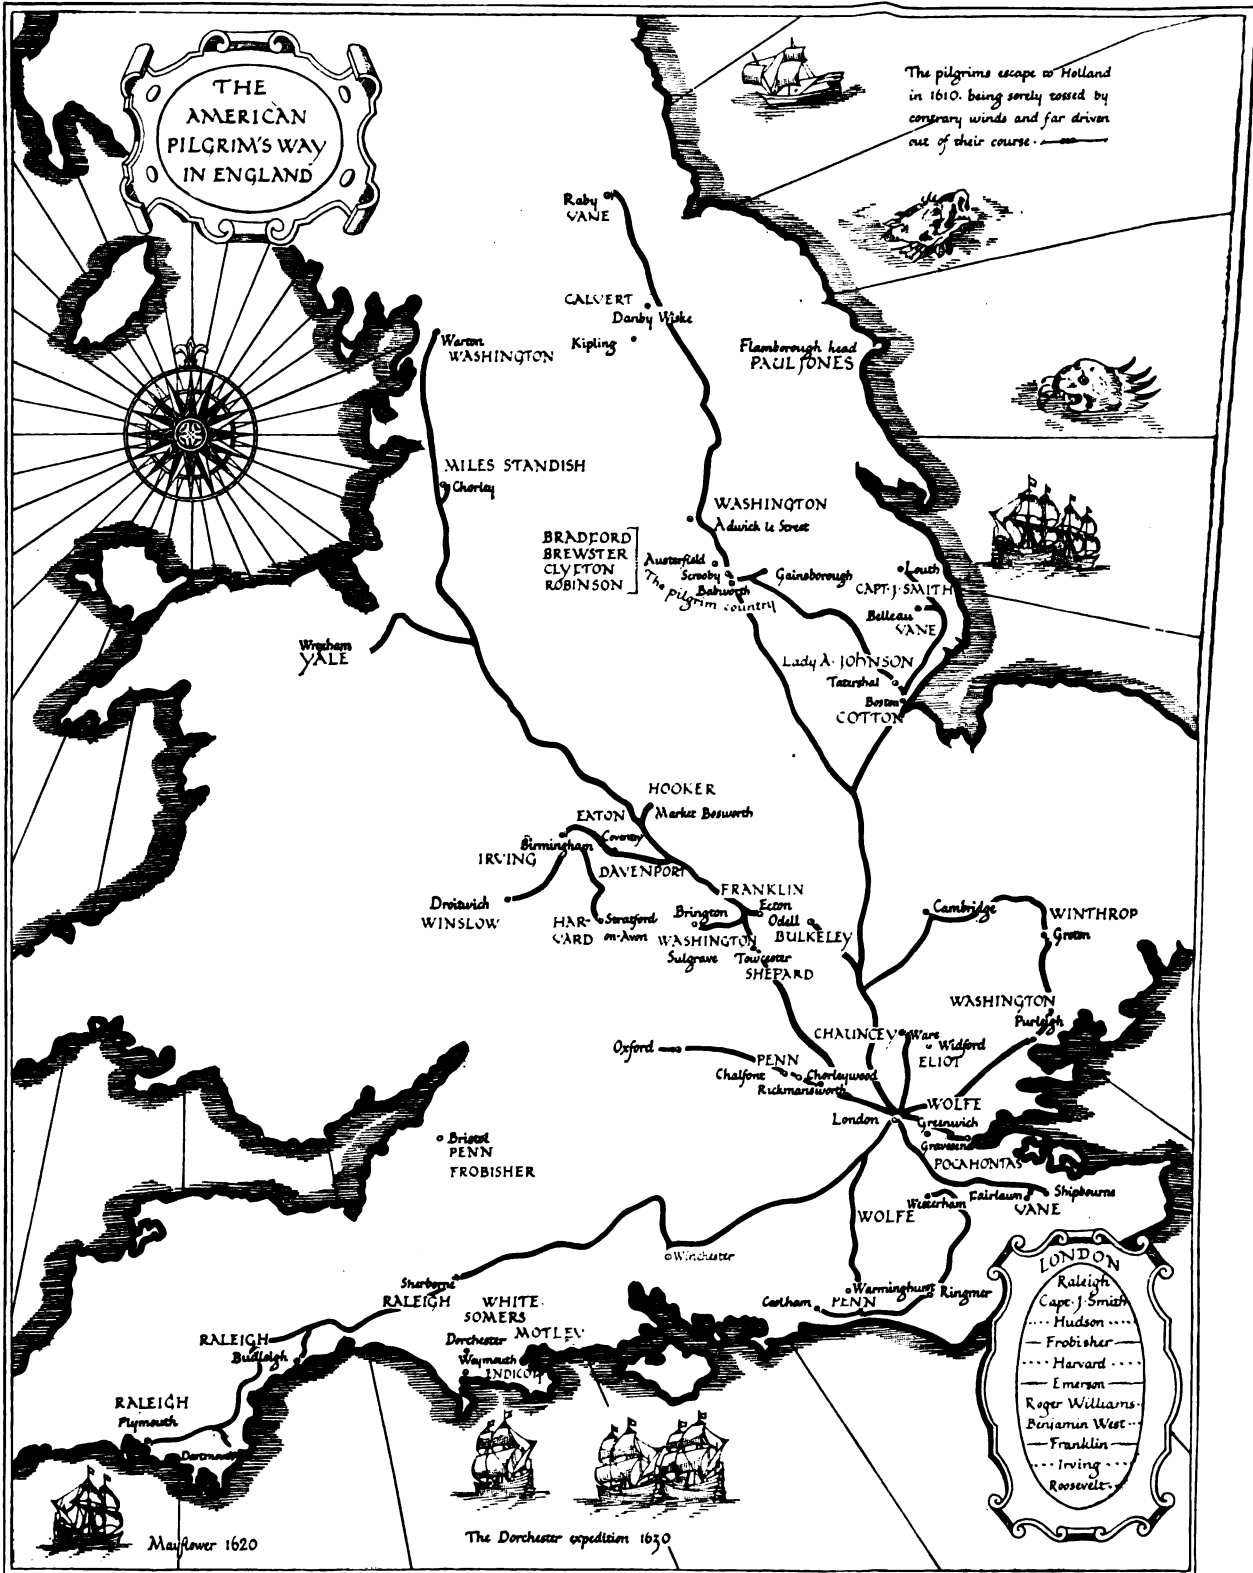 THE
AMERICAN
PILGRIM'S WAY
IN ENGLAND
The pilgrims escape to Holland
in 1610. being sorely tossed by
contrary winds and far driven
out of their course.
Raby
VANE
CALVERT
Danby Wiske
Kipling
Warton
WASHINGTON
Flamborough head
PAUL JONES
MILES STANDISH
Chorley
WASHINGTON
Adwick le Street
BRADFORD
BREWSTER
CLYFTON
ROBINSON
Austerfield
Scrooby
Babworth
The pilgrim country
Gainsborough
Louth
CAPT. J. SMITH
Belleau
VANE
Wrexham
YALE
Lady A. JOHNSON
Tatershal
Boston
COTTON
HOOKER
Market Bosworth
EATON
Coventry
Birmingham
IRVING
DAVENPORT
Droitwich
WINSLOW
HAR-
VARD
Stratford
on-Avon
FRANKLIN
Ecton
Brington
Odell
BULKELEY
WASHINGTON
Sulgrave
Towcester
SHEPARD
Cambridge
WINTHROP
Groton
WASHINGTON
Purleigh
CHAUNCEY
Ware
Widford
ELIOT
Oxford
PENN
Chalfont
Chorleywood
Rickmansworth
London
WOLFE
Greenwich
Gravesend
POCAHONTAS
Bristol
PENN
FROBISHER
Westerham
Fairlawn
Shipbourne
VANE
WOLFE
Winchester
Sherborne
RALEIGH
Warminghurst
Coolham
PENN
Ringmer
WHITE.
SOMERS
MOTLEY
Dorchester
Weymouth
ENDICOTT
RALEIGH
Budleigh
RALEIGH
Plymouth
Dartmouth
LONDON
Raleigh
Capt. J. Smith
Hudson
Frobisher
Harvard
Emerson
Roger Williams
Benjamin West
Franklin
Irving
Roosevelt
Mayflower 1620
The Dorchester expedition 1630